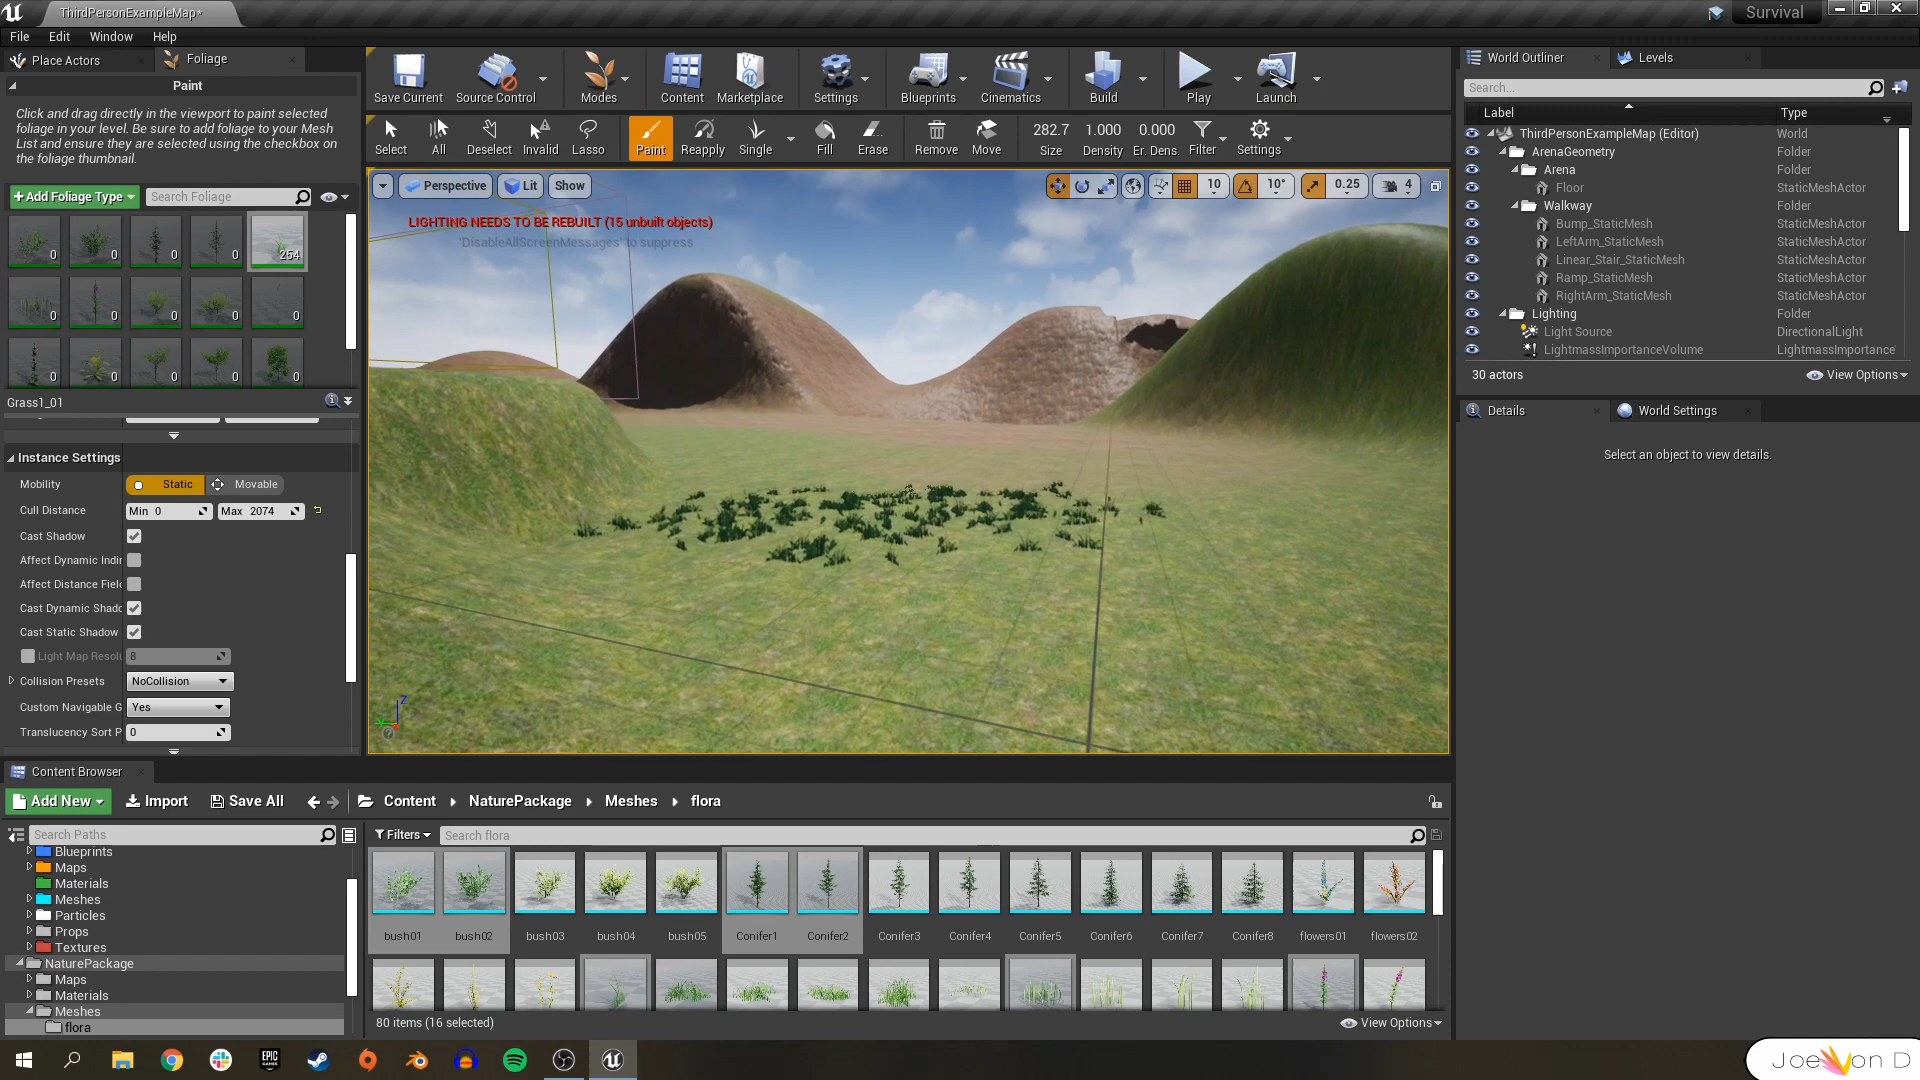 ThirdPersonExampleMap*
Survival
File Edit Window Help
Place Actors
Foliage
Paint
Click and drag directly in the viewport to paint selected
foliage in your level. Be sure to add foliage to your Mesh
List and ensure they are selected using the checkbox on
the foliage thumbnail.
+Add Foliage Type
Search Foliage
0 0 0 0 254
0 0 0 0 0
0 0 0 0 0
Grass1_01
Instance Settings
Mobility Static Movable
Cull Distance Min 0 Max 2074
Cast Shadow
Affect Dynamic Indir
Affect Distance Field
Cast Dynamic Shado
Cast Static Shadow
Light Map Resolu 8
Collision Presets NoCollision
Custom Navigable G Yes
Translucency Sort P 0
Save Current Source Control Modes Content Marketplace Settings Blueprints Cinematics Build Play Launch
282.7 1.000 0.000
Select All Deselect Invalid Lasso Paint Reapply Single Fill Erase Remove Move Size Density Er. Dens. Filter Settings
Perspective Lit Show 10 10° 0.25 4
LIGHTING NEEDS TO BE REBUILT (15 unbuilt objects)
'DisableAllScreenMessages' to suppress
Z
Y
World Outliner Levels
Search...
Label Type
ThirdPersonExampleMap (Editor) World
ArenaGeometry Folder
Arena Folder
Floor StaticMeshActor
Walkway Folder
Bump_StaticMesh StaticMeshActor
LeftArm_StaticMesh StaticMeshActor
Linear_Stair_StaticMesh StaticMeshActor
Ramp_StaticMesh StaticMeshActor
RightArm_StaticMesh StaticMeshActor
Lighting Folder
Light Source DirectionalLight
LightmassImportanceVolume LightmassImportance
30 actors View Options
Details World Settings
Select an object to view details.
Content Browser
Add New Import Save All Content NaturePackage Meshes flora
Search Paths
Filters Search flora
Blueprints
Maps
Materials
Meshes
Particles
Props
Textures
NaturePackage
Maps
Materials
Meshes
flora
bush01 bush02 bush03 bush04 bush05 Conifer1 Conifer2 Conifer3 Conifer4 Conifer5 Conifer6 Conifer7 Conifer8 flowers01 flowers02
80 items (16 selected) View Options
EPIC
GAMES
Joe Von D